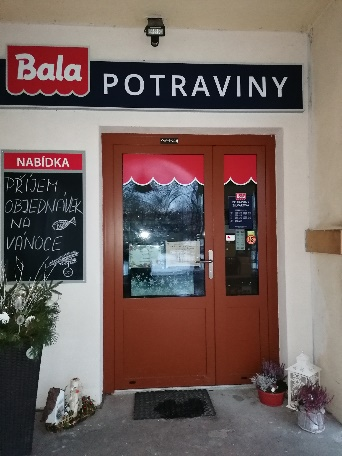 Bala POTRAVINY
NABÍDKA
PŘÍJEM
OBJEDNÁVEK
NA
VÁNOCE